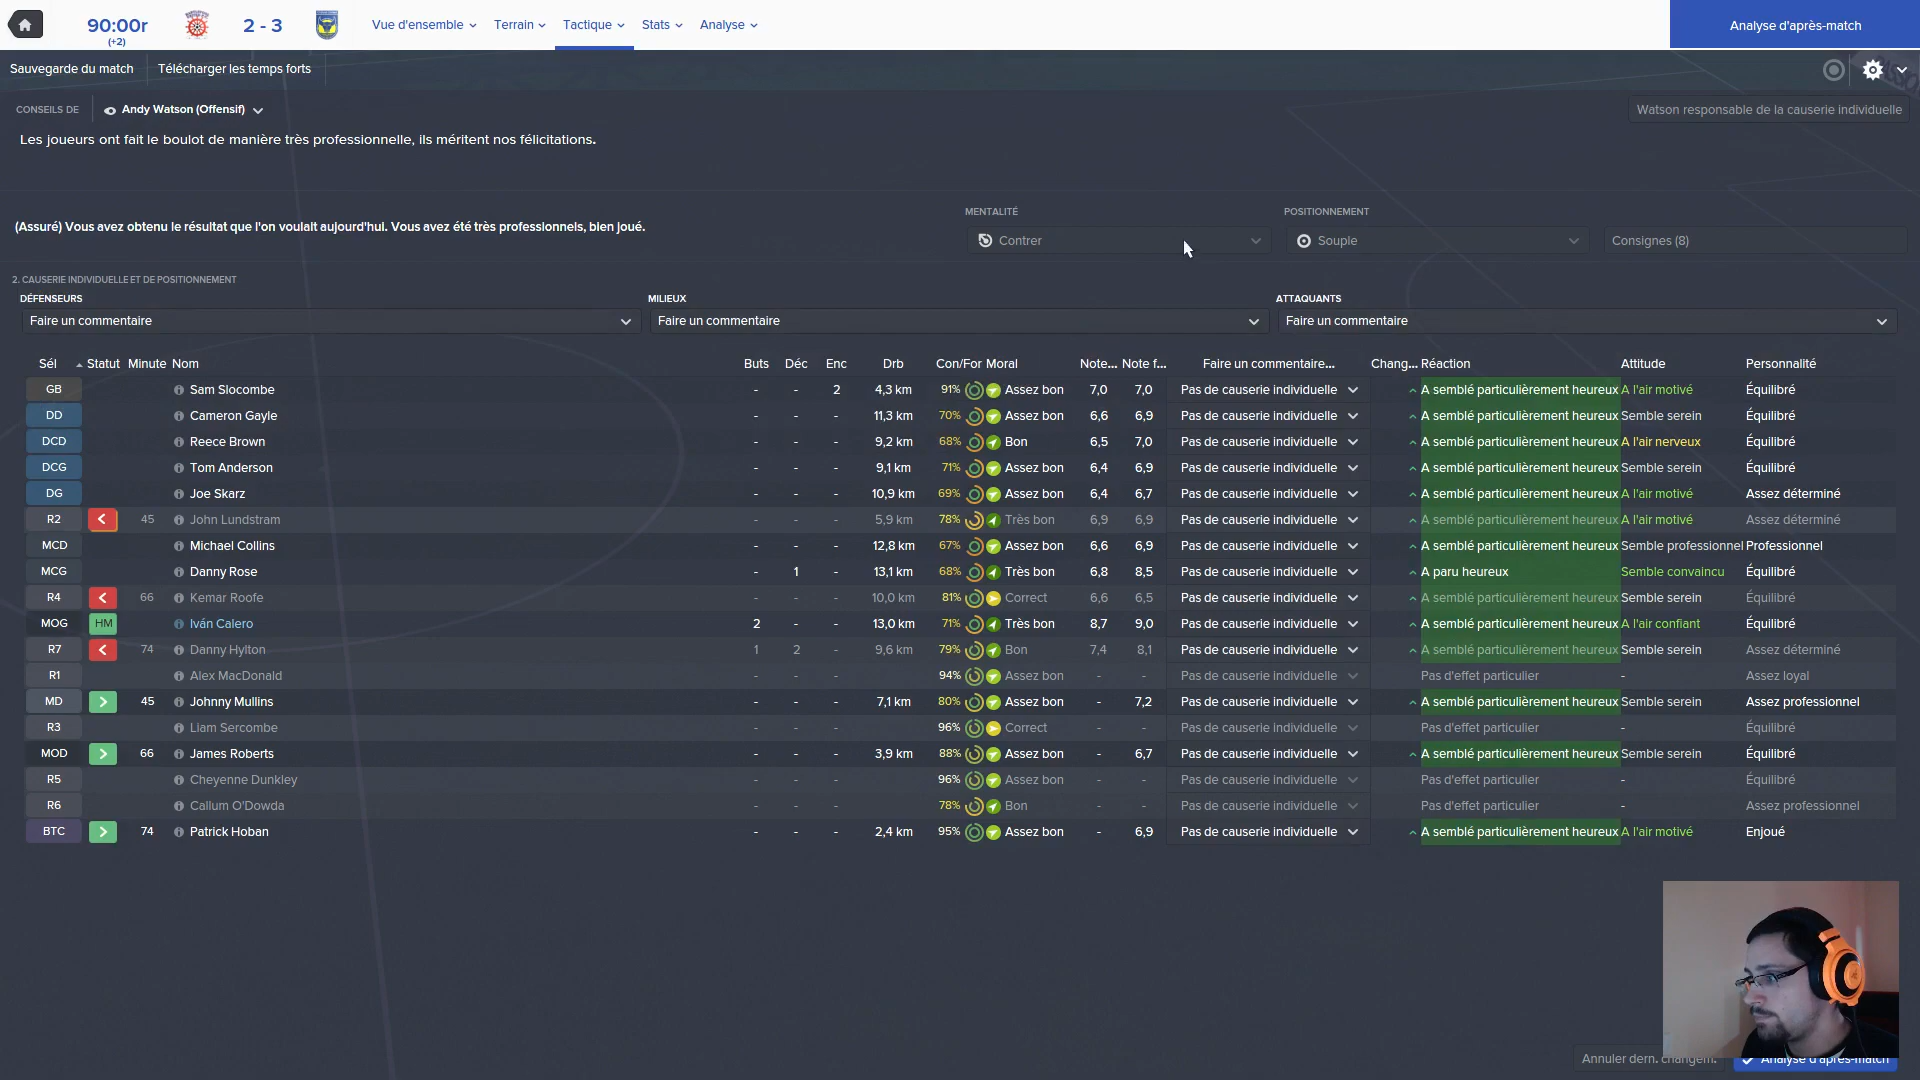 90:00r
(+2)
2 - 3
Vue d'ensemble
Terrain
Tactique
Stats
Analyse
Analyse d'après-match
Sauvegarde du match
Télécharger les temps forts
CONSEILS DE
Andy Watson (Offensif)
Watson responsable de la causerie individuelle
Les joueurs ont fait le boulot de manière très professionnelle, ils méritent nos félicitations.
MENTALITÉ
POSITIONNEMENT
(Assuré) Vous avez obtenu le résultat que l'on voulait aujourd'hui. Vous avez été très professionnels, bien joué.
Contrer
Souple
Consignes (8)
2. CAUSERIE INDIVIDUELLE ET DE POSITIONNEMENT
DÉFENSEURS
MILIEUX
ATTAQUANTS
Faire un commentaire
Faire un commentaire
Faire un commentaire
Sél Statut Minute Nom Buts Déc Enc Drb Con/For Moral Note... Note f... Faire un commentaire... Chang... Réaction Attitude Personnalité
GB Sam Slocombe - - 2 4,3 km 91% Assez bon 7,0 7,0 Pas de causerie individuelle A semblé particulièrement heureux A l'air motivé Équilibré
DD Cameron Gayle - - - 11,3 km 70% Assez bon 6,6 6,9 Pas de causerie individuelle A semblé particulièrement heureux Semble serein Équilibré
DCD Reece Brown - - - 9,2 km 68% Bon 6,5 7,0 Pas de causerie individuelle A semblé particulièrement heureux A l'air nerveux Équilibré
DCG Tom Anderson - - - 9,1 km 71% Assez bon 6,4 6,9 Pas de causerie individuelle A semblé particulièrement heureux Semble serein Équilibré
DG Joe Skarz - - - 10,9 km 69% Assez bon 6,4 6,7 Pas de causerie individuelle A semblé particulièrement heureux A l'air motivé Assez déterminé
R2 45 John Lundstram - - - 5,9 km 78% Très bon 6,9 6,9 Pas de causerie individuelle A semblé particulièrement heureux A l'air motivé Assez déterminé
MCD Michael Collins - - - 12,8 km 67% Assez bon 6,6 6,9 Pas de causerie individuelle A semblé particulièrement heureux Semble professionnel Professionnel
MCG Danny Rose - 1 - 13,1 km 68% Très bon 6,8 8,5 Pas de causerie individuelle A paru heureux Semble convaincu Équilibré
R4 66 Kemar Roofe - - - 10,0 km 81% Correct 6,6 6,5 Pas de causerie individuelle A semblé particulièrement heureux Semble serein Équilibré
MOG HM Iván Calero 2 - - 13,0 km 71% Très bon 8,7 9,0 Pas de causerie individuelle A semblé particulièrement heureux A l'air confiant Équilibré
R7 74 Danny Hylton 1 2 - 9,6 km 79% Bon 7,4 8,1 Pas de causerie individuelle A semblé particulièrement heureux Semble serein Assez déterminé
R1 Alex MacDonald - - - 94% Assez bon - - Pas de causerie individuelle Pas d'effet particulier - Assez loyal
MD 45 Johnny Mullins - - - 7,1 km 80% Assez bon - 7,2 Pas de causerie individuelle A semblé particulièrement heureux Semble serein Assez professionnel
R3 Liam Sercombe - - - 96% Correct - - Pas de causerie individuelle Pas d'effet particulier - Équilibré
MOD 66 James Roberts - - - 3,9 km 88% Assez bon - 6,7 Pas de causerie individuelle A semblé particulièrement heureux Semble serein Équilibré
R5 Cheyenne Dunkley - - - 96% Assez bon - - Pas de causerie individuelle Pas d'effet particulier - Équilibré
R6 Callum O'Dowda - - - 78% Bon - - Pas de causerie individuelle Pas d'effet particulier - Assez professionnel
BTC 74 Patrick Hoban - - - 2,4 km 95% Assez bon - 6,9 Pas de causerie individuelle A semblé particulièrement heureux A l'air motivé Enjoué
Annuler dern. changem.
Analyse d'après-match